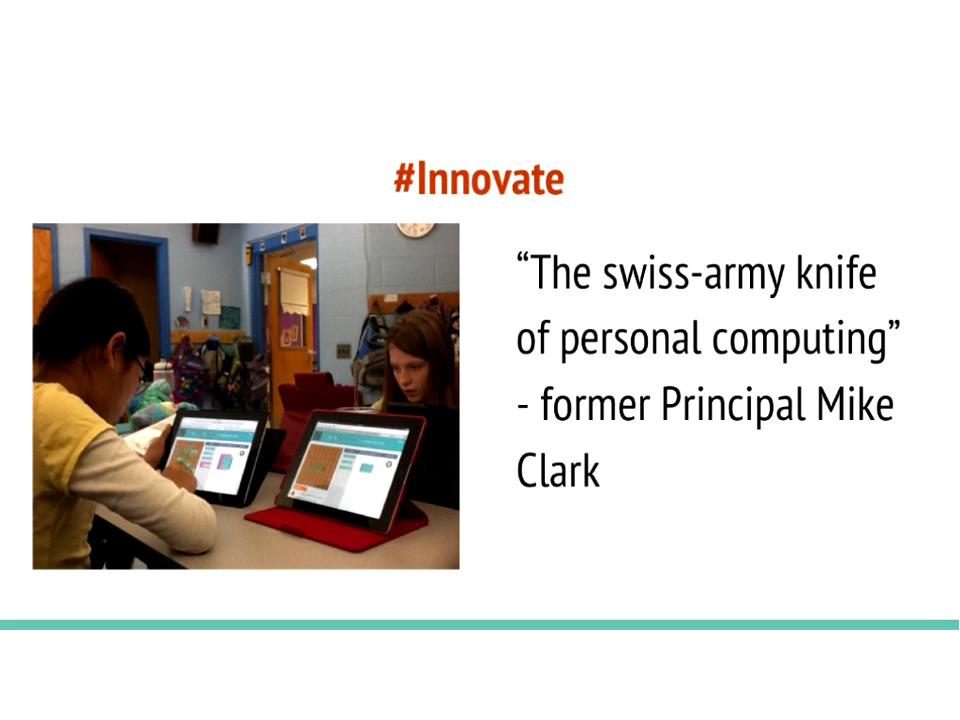 #Innovate
“The swiss-army knife
of personal computing”
- former Principal Mike
Clark